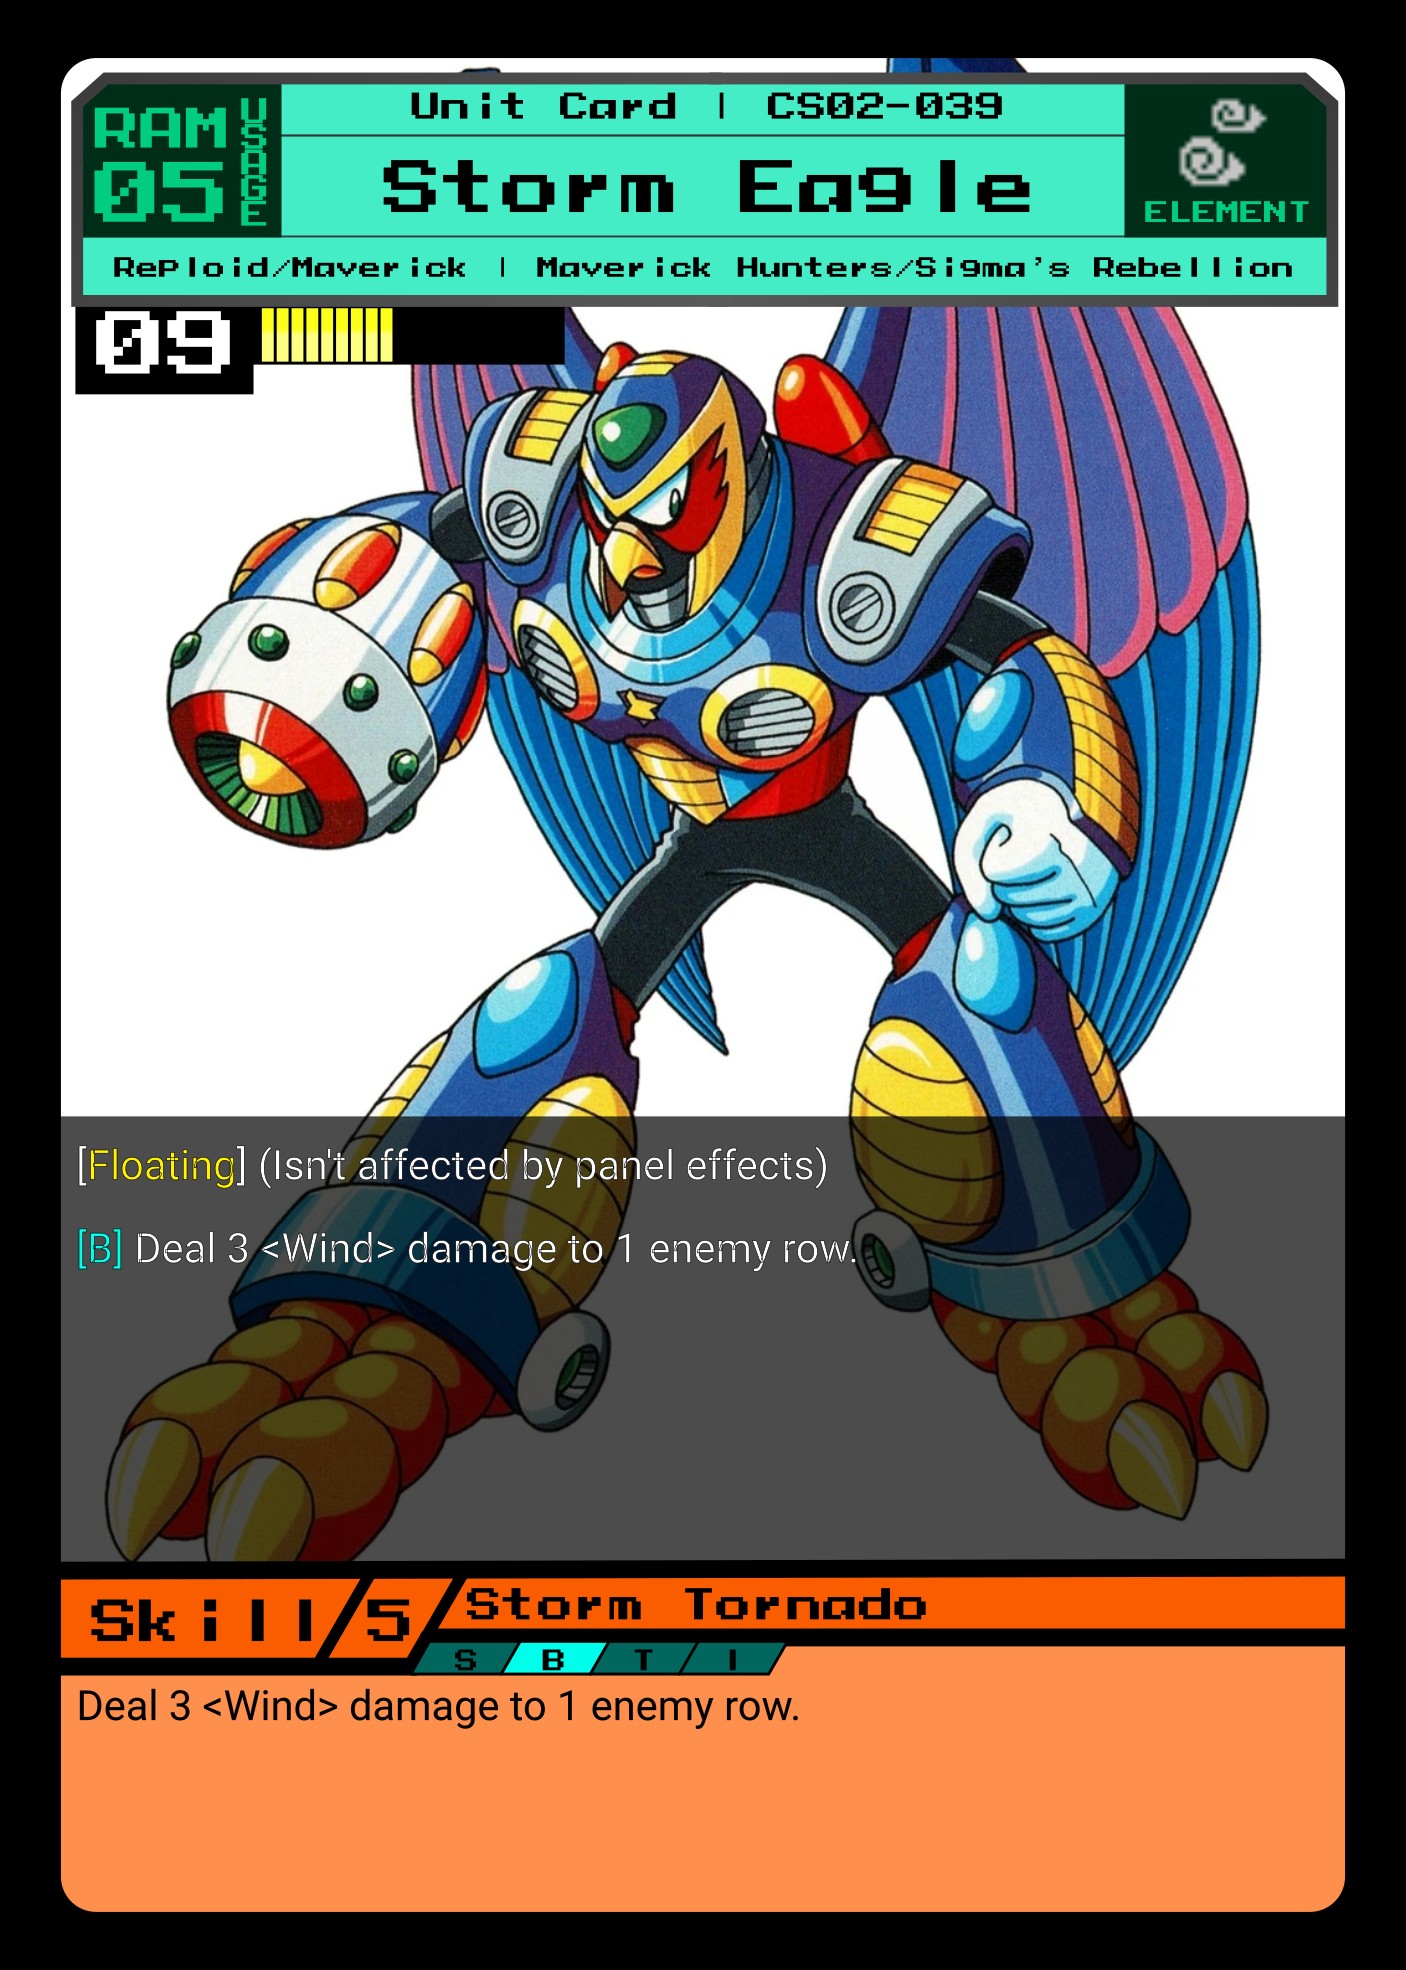 RAM
05
USAGE
Unit Card | CS02-039
Storm Eagle
ELEMENT
Reploid/Maverick | Maverick Hunters/Sigma's Rebellion
09
[Floating] (Isn't affected by panel effects)
[B] Deal 3 <Wind> damage to 1 enemy row.
Skill/5
Storm Tornado
S B T I
Deal 3 <Wind> damage to 1 enemy row.